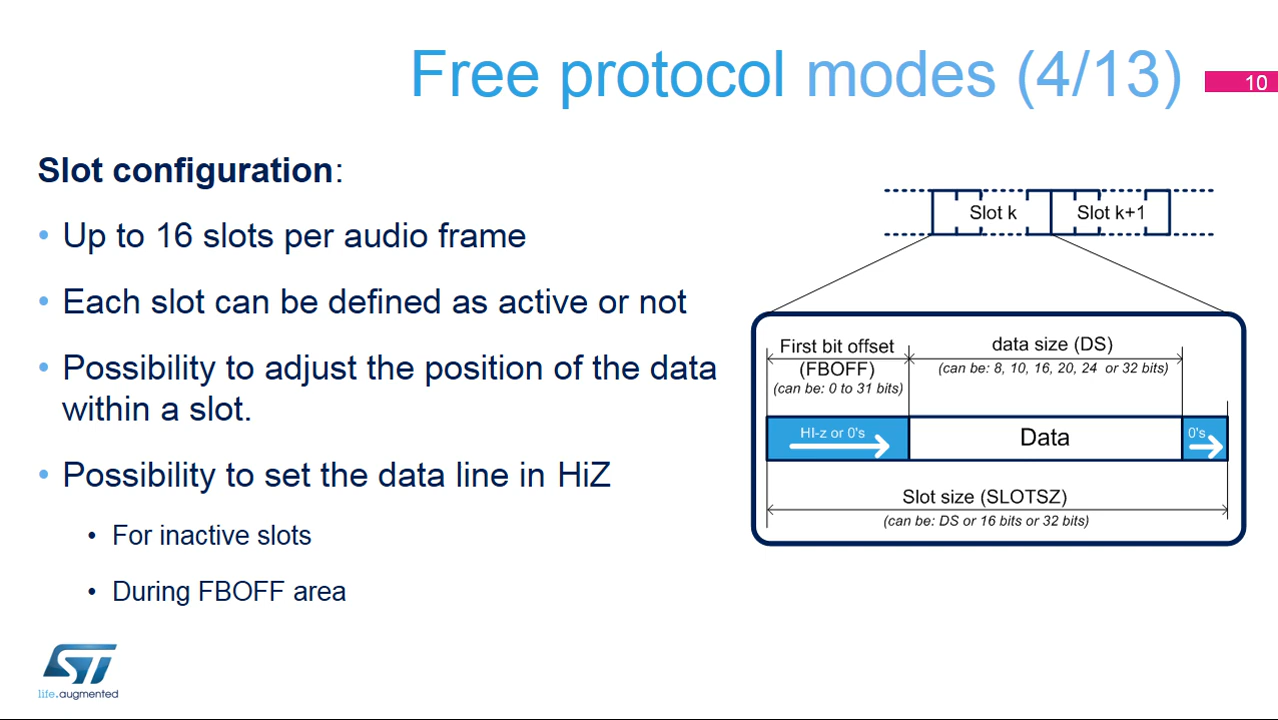 Free protocol modes (4/13)
10
Slot configuration:
• Up to 16 slots per audio frame
• Each slot can be defined as active or not
• Possibility to adjust the position of the data
within a slot.
• Possibility to set the data line in HiZ
• For inactive slots
• During FBOFF area
Slot k
Slot k+1
First bit offset
(FBOFF)
(can be: 0 to 31 bits)
data size (DS)
(can be: 8, 10, 16, 20, 24 or 32 bits)
HI-z or 0's
Data
0's
Slot size (SLOTSZ)
(can be: DS or 16 bits or 32 bits)
ST
life.augmented